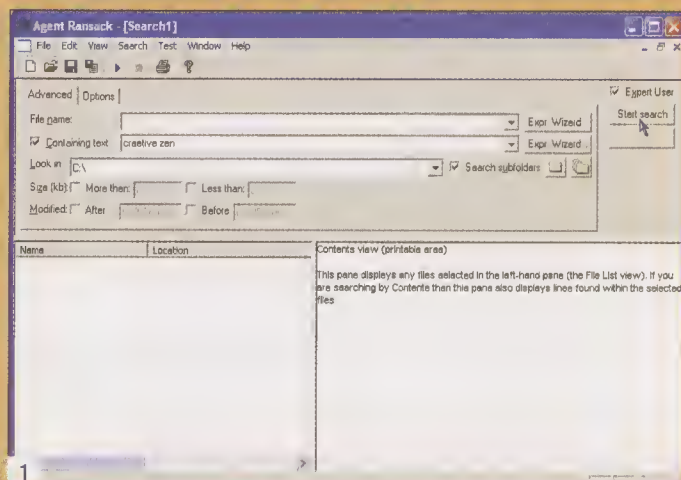 Agent Ransack - [Search1]
File Edit View Search Test Window Help
Advanced Options
Expert User
File name: Expr Wizard
Start search
Containing text creative zen Expr Wizard
Look in C:\ Search subfolders
Size (kb): More than: Less than:
Modified: After Before
Name Location
Contents view (printable area)
This pane displays any files selected in the left-hand pane (the File List view). If you
are searching by Contents then this pane also displays lines found within the selected
files
1